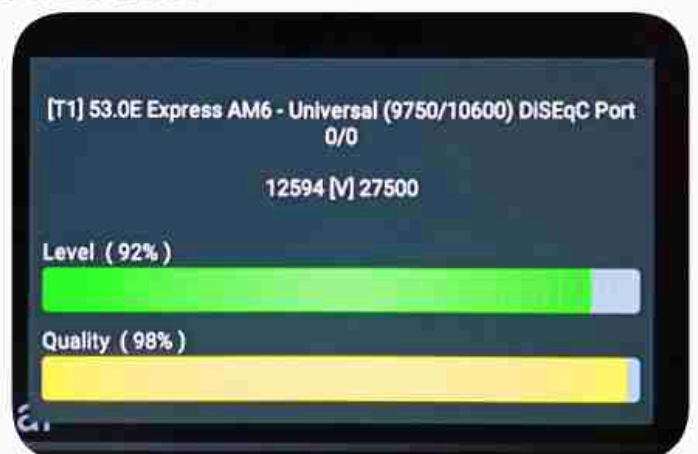 [T1] 53.0E Express AM6 - Universal (9750/10600) DiSEqC Port
0/0
12594 [V] 27500
Level ( 92% )
Quality ( 98% )